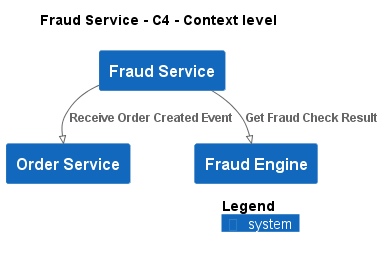 Fraud Service - C4 - Context level
Fraud Service
Receive Order Created Event
Get Fraud Check Result
Order Service
Fraud Engine
Legend
system